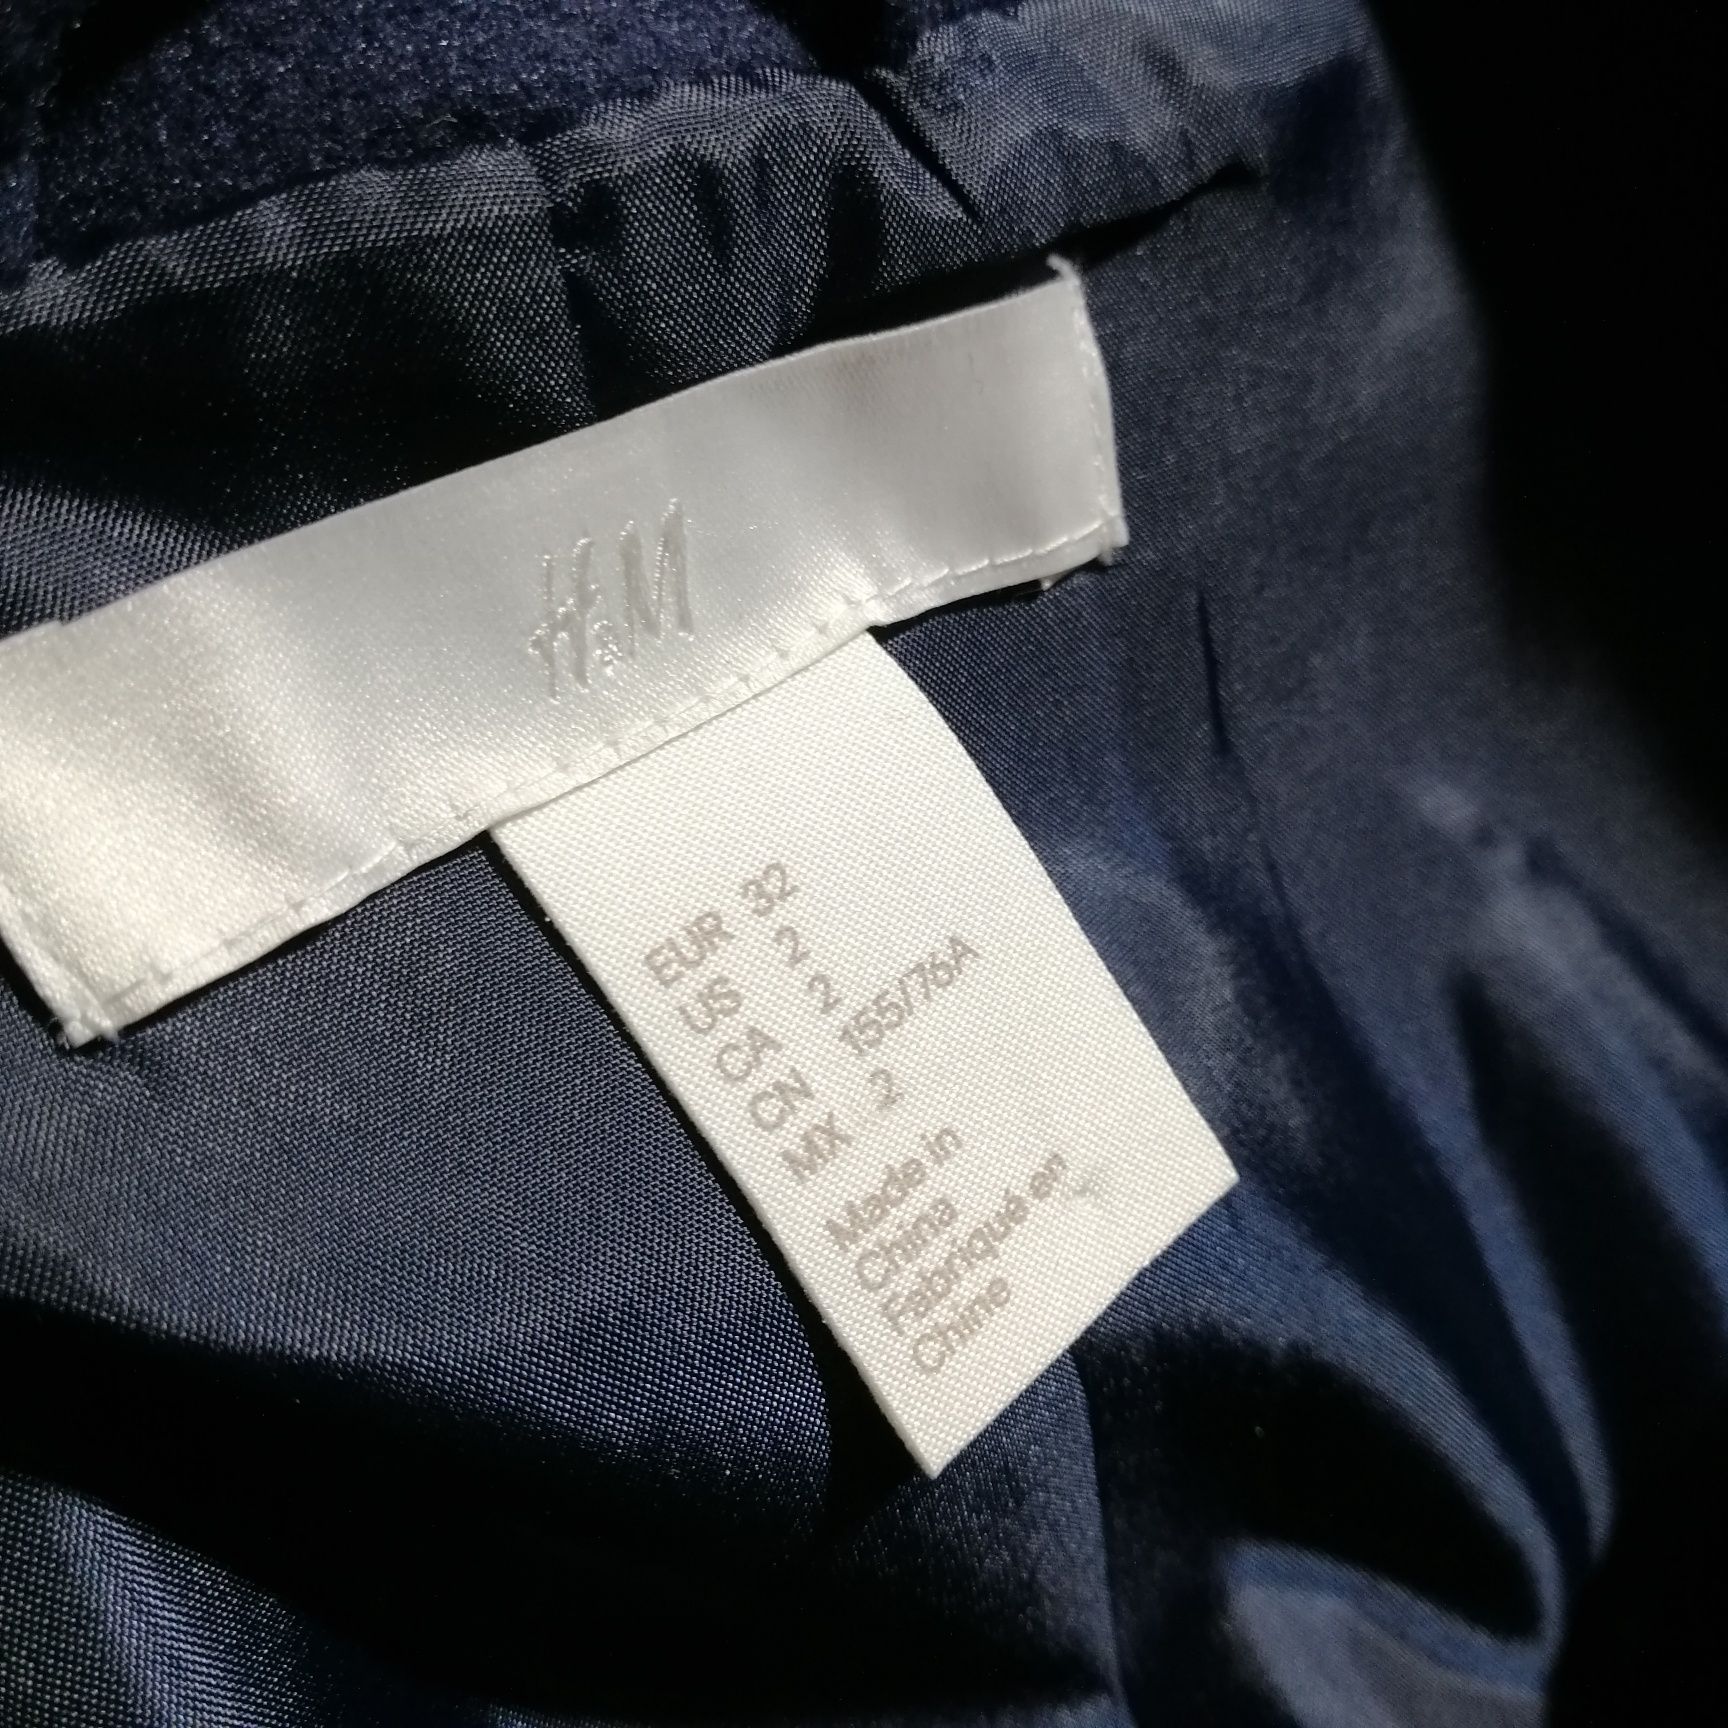 H&M
EUR 32
US 2
CA 2
CN 155/76A
MX 2
Made in
China
Fabriqué en
Chine